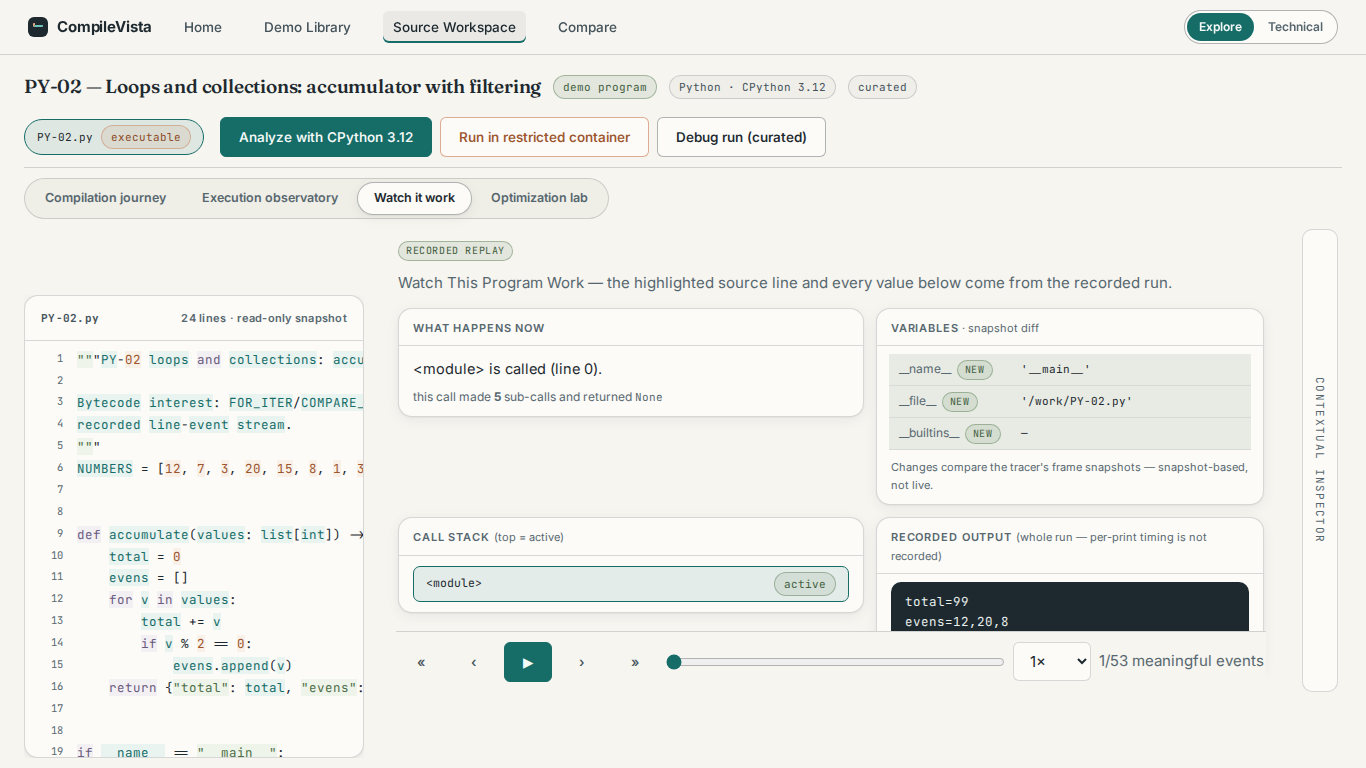 CompileVista
Home
Demo Library
Source Workspace
Compare
Explore
Technical
PY-02 — Loops and collections: accumulator with filtering
demo program
Python · CPython 3.12
curated
PY-02.py
executable
Analyze with CPython 3.12
Run in restricted container
Debug run (curated)
Compilation journey
Execution observatory
Watch it work
Optimization lab
PY-02.py
24 lines · read-only snapshot
1 """PY-02 loops and collections: accu
2
3 Bytecode interest: FOR_ITER/COMPARE_
4 recorded line-event stream.
5 """
6 NUMBERS = [12, 7, 3, 20, 15, 8, 1, 3
7
8
9 def accumulate(values: list[int]) ->
10 total = 0
11 evens = []
12 for v in values:
13 total += v
14 if v % 2 == 0:
15 evens.append(v)
16 return {"total": total, "evens":
17
18
19 if __name__ == "__main__":
RECORDED REPLAY
Watch This Program Work — the highlighted source line and every value below come from the recorded run.
WHAT HAPPENS NOW
<module> is called (line 0).
this call made 5 sub-calls and returned None
VARIABLES · snapshot diff
__name__ NEW '__main__'
__file__ NEW '/work/PY-02.py'
__builtins__ NEW —
Changes compare the tracer's frame snapshots — snapshot-based,
not live.
CALL STACK (top = active)
<module>
active
RECORDED OUTPUT (whole run — per-print timing is not
recorded)
total=99
evens=12,20,8
«
‹
▶
›
»
1×
1/53 meaningful events
CONTEXTUAL INSPECTOR